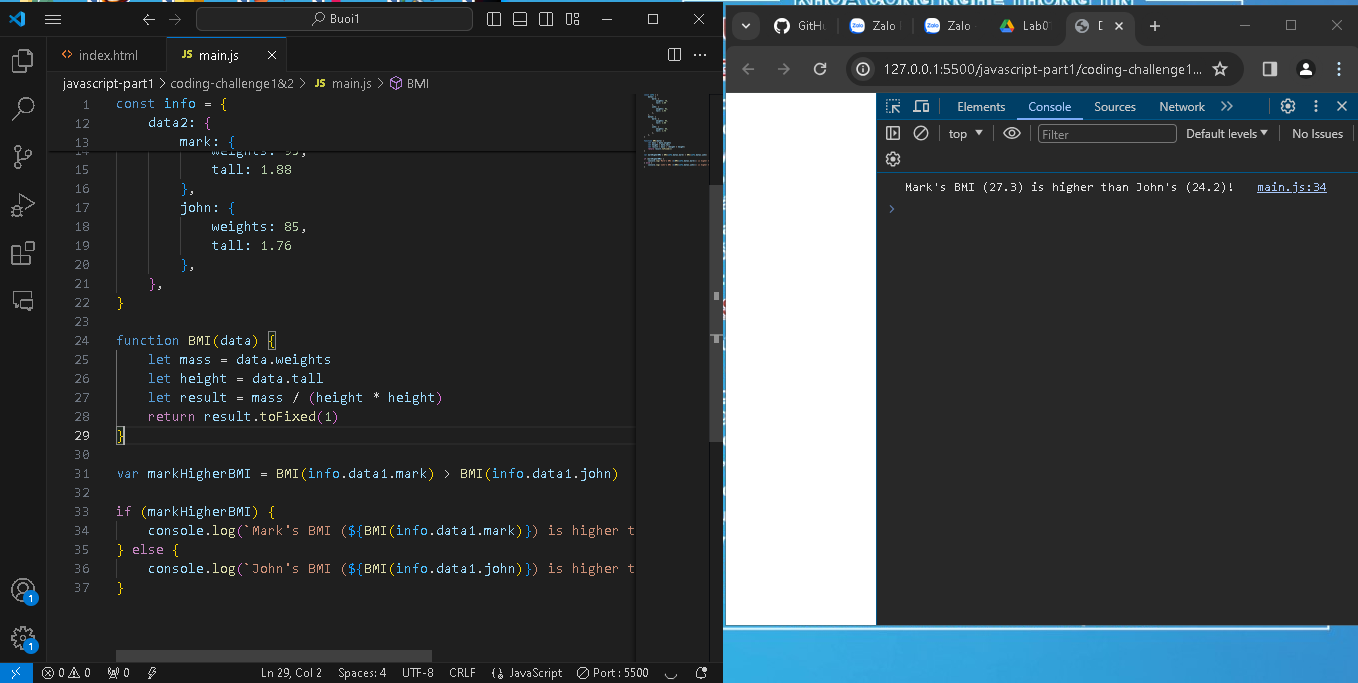 Buoi1
index.html
JS main.js
javascript-part1 > coding-challenge1&2 > JS main.js > BMI
1 const info = {
12 data2: {
13 mark: {
14 weights: 95,
15 tall: 1.88
16 },
17 john: {
18 weights: 85,
19 tall: 1.76
20 },
21 },
22 }
23
24 function BMI(data) {
25 let mass = data.weights
26 let height = data.tall
27 let result = mass / (height * height)
28 return result.toFixed(1)
29 }
30
31 var markHigherBMI = BMI(info.data1.mark) > BMI(info.data1.john)
32
33 if (markHigherBMI) {
34 console.log(`Mark's BMI (${BMI(info.data1.mark)}) is higher t
35 } else {
36 console.log(`John's BMI (${BMI(info.data1.john)}) is higher t
37 }
1
1
0 0 0
Ln 29, Col 2 Spaces: 4 UTF-8 CRLF JavaScript Port : 5500
GitH
Zalo
Zalo
Lab0
127.0.0.1:5500/javascript-part1/coding-challenge1...
Elements Console Sources Network
top Filter Default levels No Issues
Mark's BMI (27.3) is higher than John's (24.2)! main.js:34